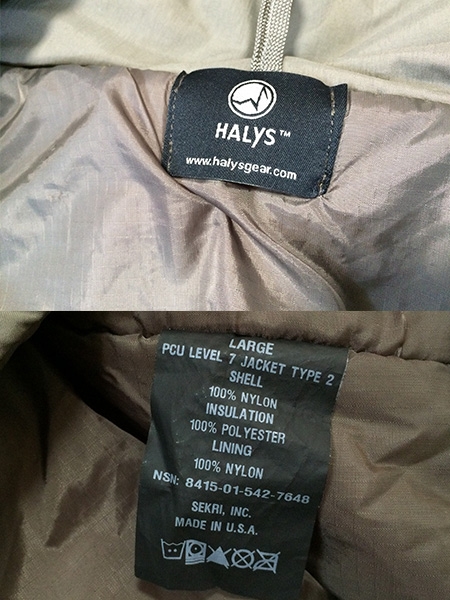 HALYS™
www.halysgear.com
LARGE
PCU LEVEL 7 JACKET TYPE 2
SHELL
100% NYLON
INSULATION
100% POLYESTER
LINING
100% NYLON
NSN: 8415-01-542-7648
SEKRI, INC.
MADE IN U.S.A.